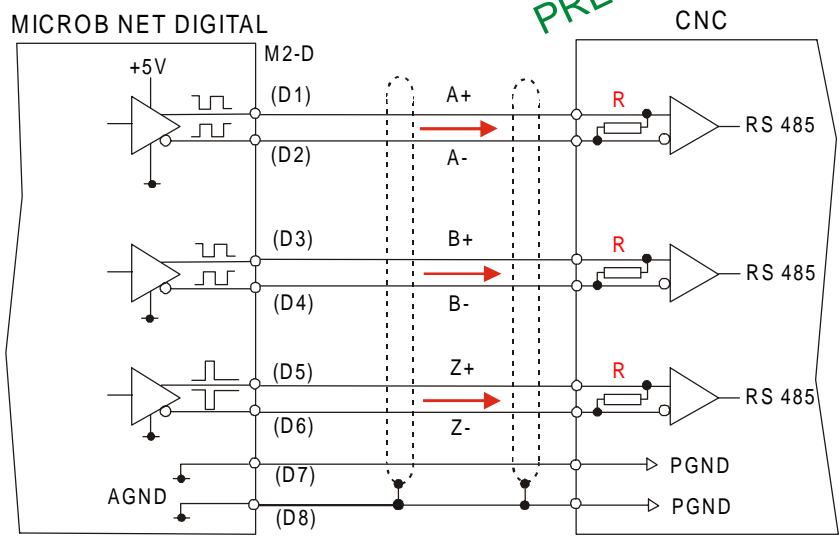 PRE
MICROB NET DIGITAL
CNC
M2-D
+5V
(D1)
A+
R
RS 485
(D2)
A-
(D3)
B+
R
RS 485
(D4)
B-
(D5)
Z+
R
RS 485
(D6)
Z-
(D7)
PGND
AGND
(D8)
PGND